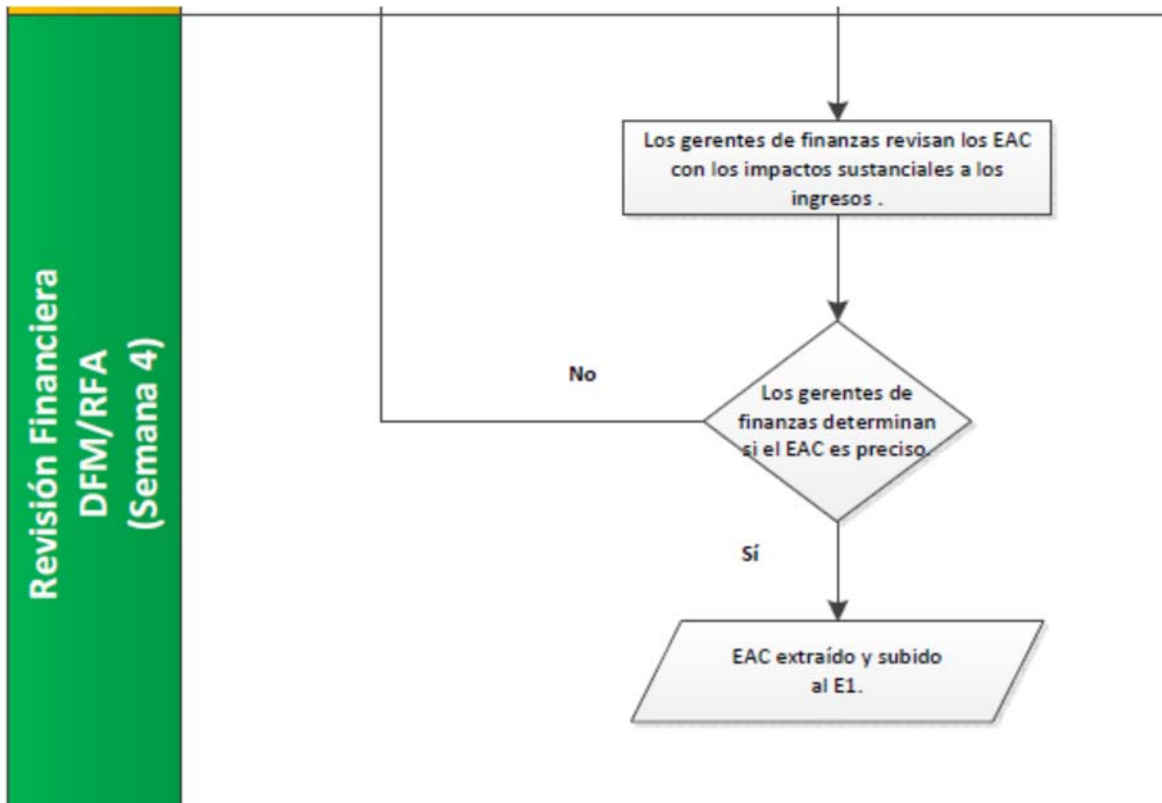 Revisión Financiera
DFM/RFA
(Semana 4)
Los gerentes de finanzas revisan los EAC
con los impactos sustanciales a los
ingresos .
No
Los gerentes de
finanzas determinan
si el EAC es preciso.
Sí
EAC extraído y subido
al E1.